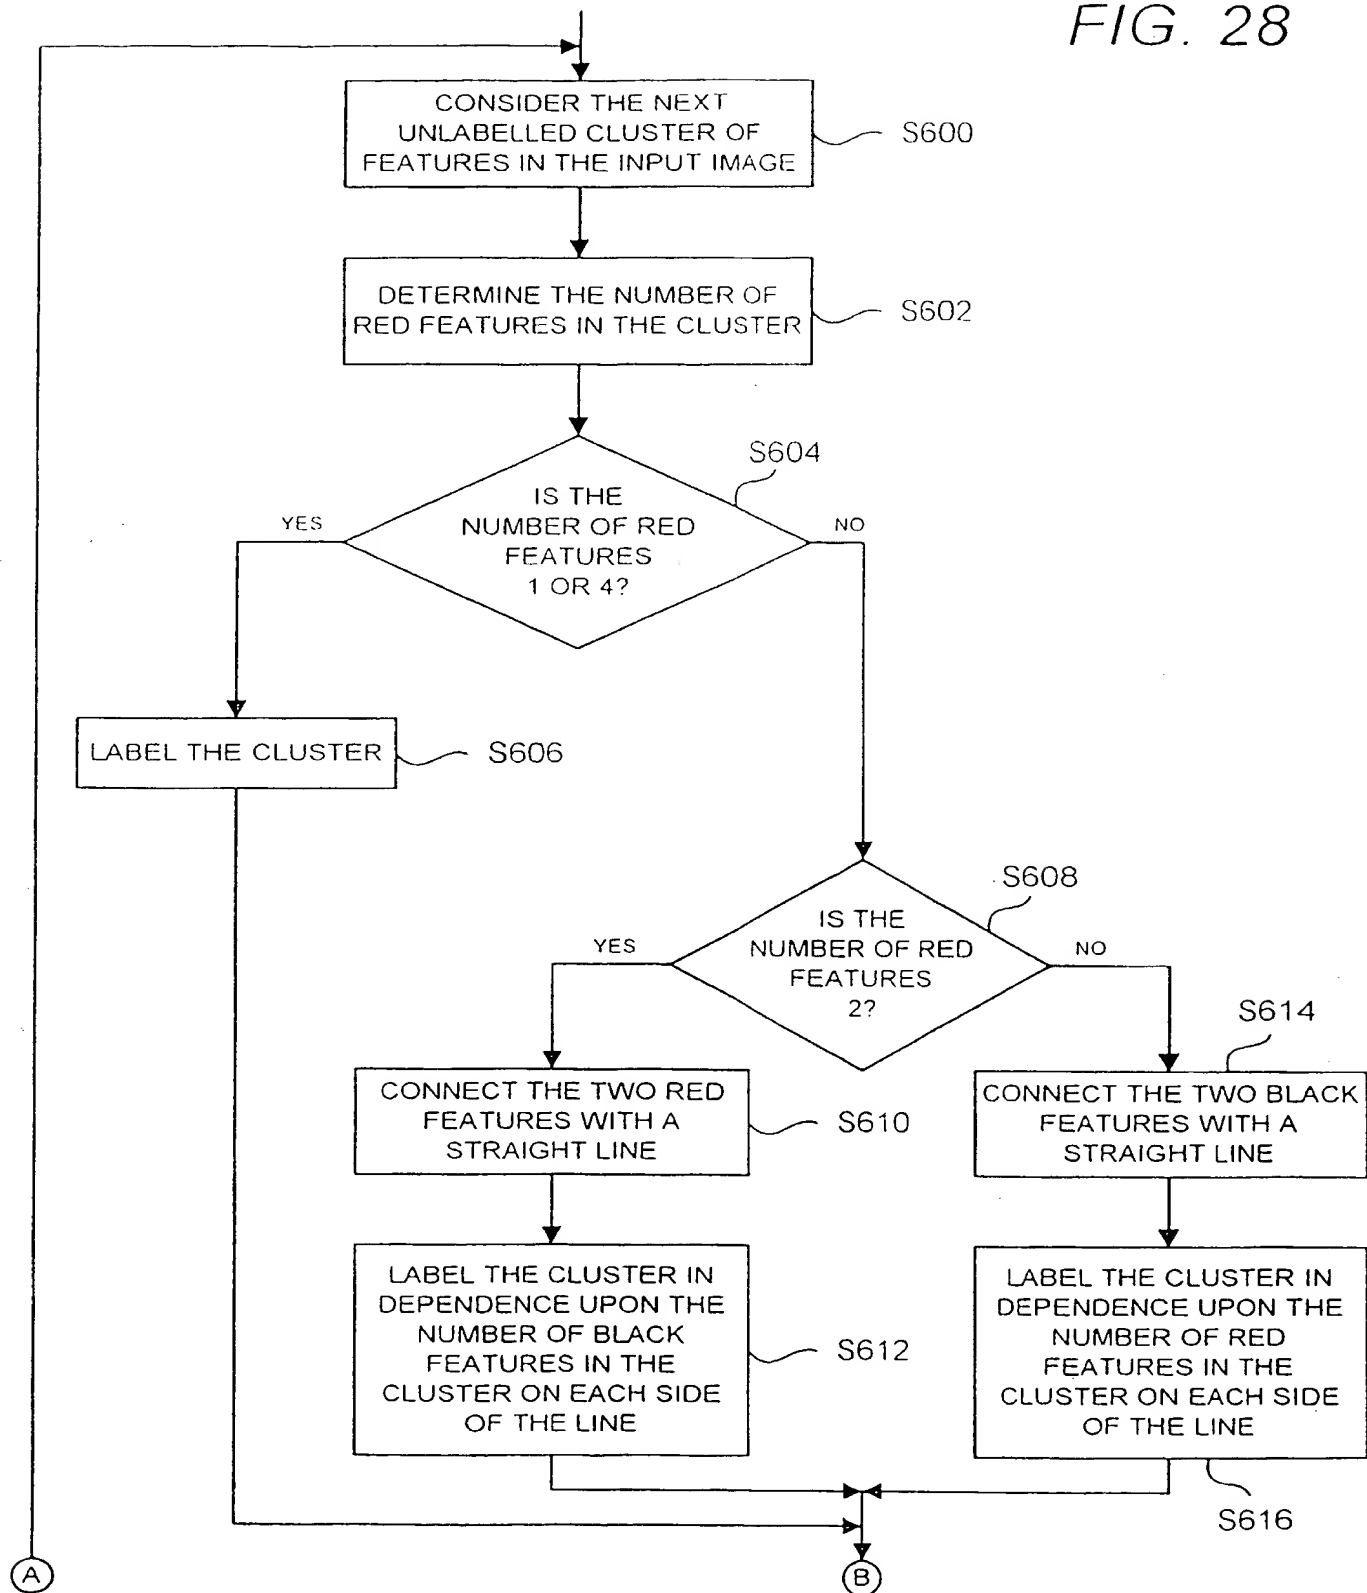 FIG. 28
CONSIDER THE NEXT
UNLABELLED CLUSTER OF
FEATURES IN THE INPUT IMAGE
S600
DETERMINE THE NUMBER OF
RED FEATURES IN THE CLUSTER
S602
S604
IS THE
NUMBER OF RED
FEATURES
1 OR 4?
YES
NO
LABEL THE CLUSTER
S606
S608
IS THE
NUMBER OF RED
FEATURES
2?
YES
NO
CONNECT THE TWO RED
FEATURES WITH A
STRAIGHT LINE
S610
S614
CONNECT THE TWO BLACK
FEATURES WITH A
STRAIGHT LINE
LABEL THE CLUSTER IN
DEPENDENCE UPON THE
NUMBER OF BLACK
FEATURES IN THE
CLUSTER ON EACH SIDE
OF THE LINE
S612
LABEL THE CLUSTER IN
DEPENDENCE UPON THE
NUMBER OF RED
FEATURES IN THE
CLUSTER ON EACH SIDE
OF THE LINE
S616
A
B